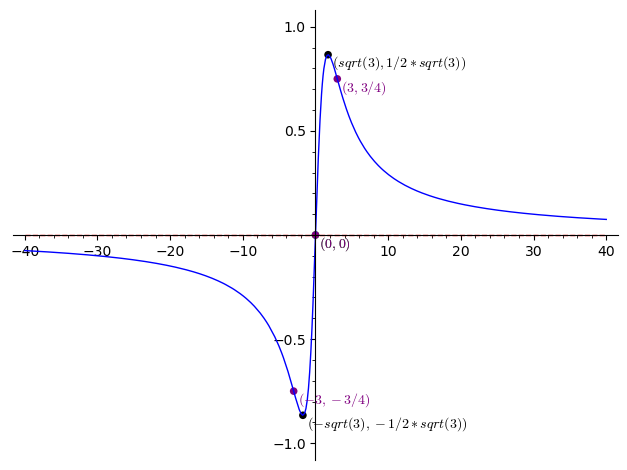 1.0
(sqrt(3), 1/2 * sqrt(3))
(3, 3/4)
0.5
−40 −30 −20 −10 10 20 30 40
(0, 0)
−0.5
(−3, −3/4)
(−sqrt(3), −1/2 * sqrt(3))
−1.0